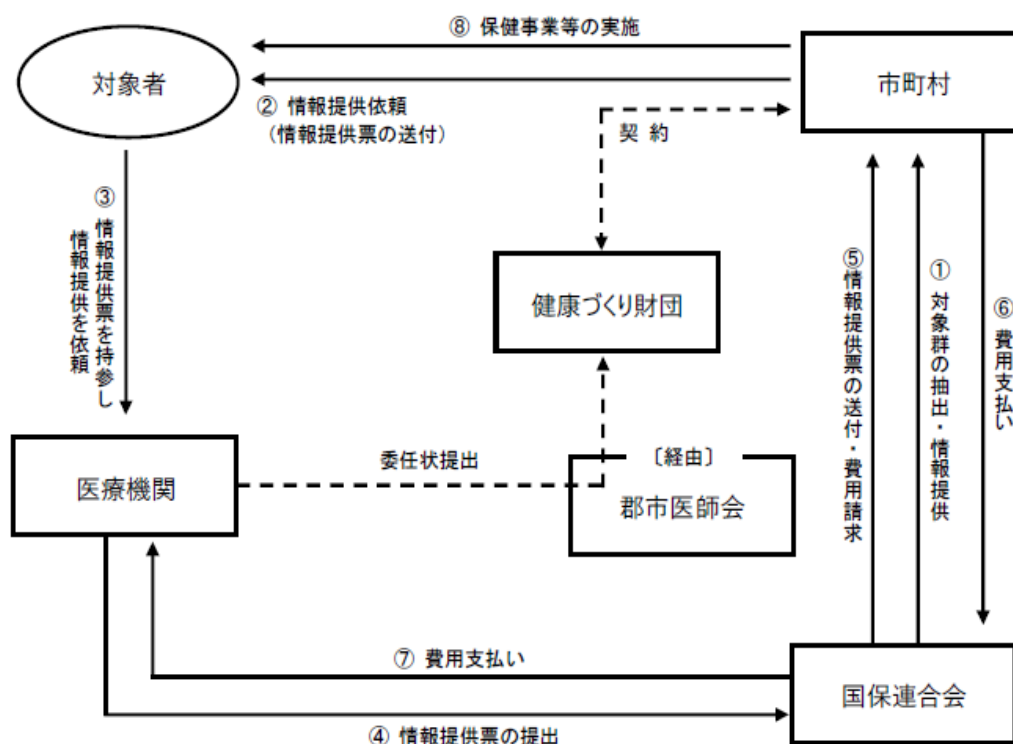 ⑧ 保健事業等の実施
対象者
市町村
② 情報提供依頼
（情報提供票の送付）
契 約
③ 情報提供票を持参し
情報提供を依頼
健康づくり財団
⑤情報提供票の送付・費用請求
① 対象群の抽出・情報提供
⑥ 費用支払い
医療機関
委任状提出
〔経由〕
郡市医師会
⑦ 費用支払い
国保連合会
④ 情報提供票の提出